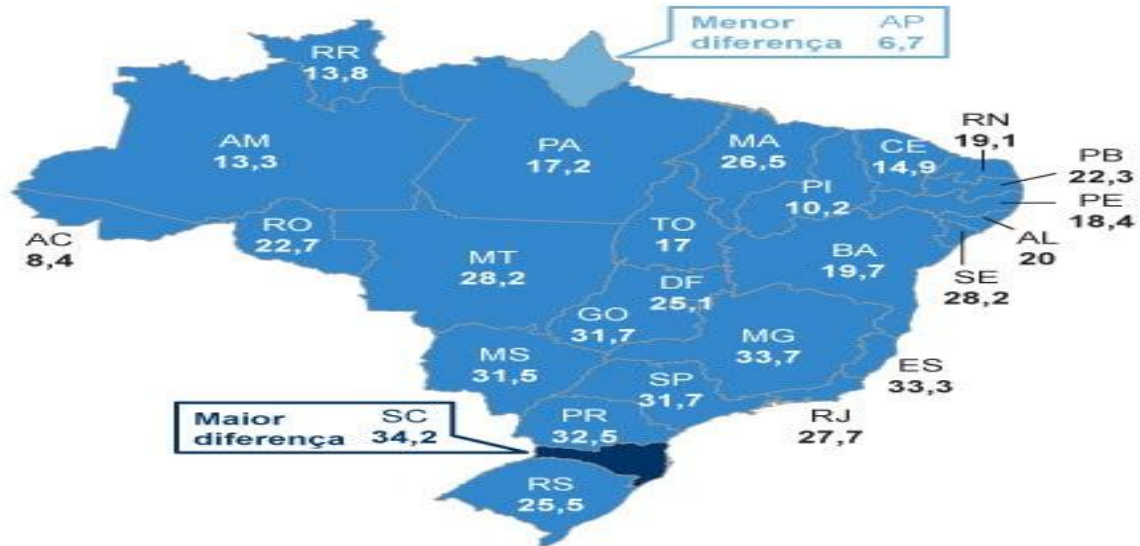 Menor AP
diferença 6,7
RR
13,8
AM
13,3
PA
17,2
MA
26,5
CE
14,9
RN
19,1
PB
22,3
PE
18,4
PI
10,2
AC
8,4
RO
22,7
TO
17
BA
19,7
AL
20
SE
28,2
MT
28,2
DF
25,1
GO
31,7
MG
33,7
MS
31,5
ES
33,3
SP
31,7
RJ
27,7
Maior SC
diferença 34,2
PR
32,5
RS
25,5